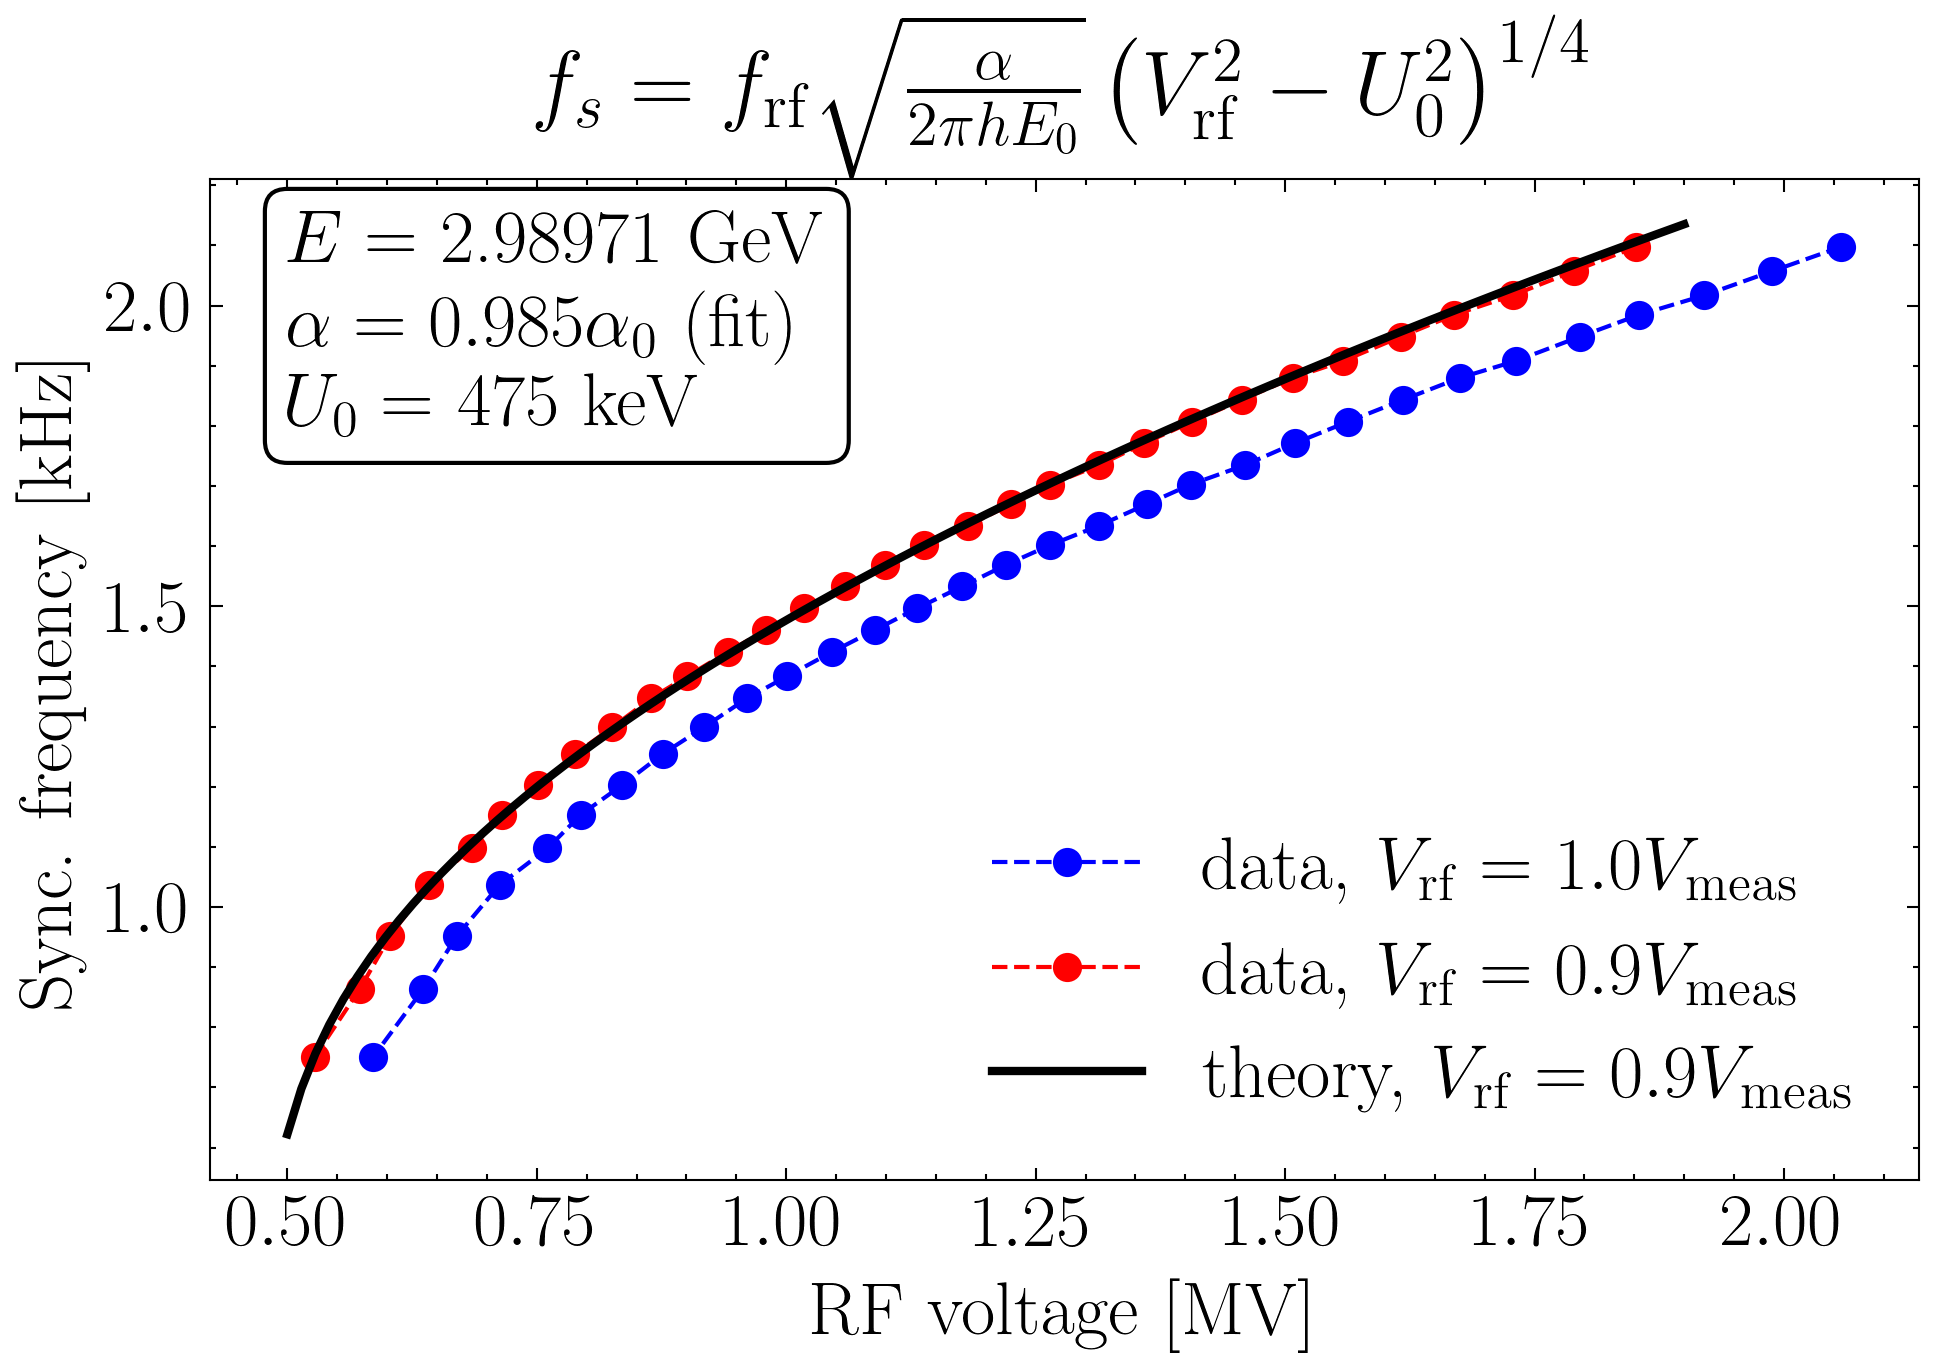 f_s = f_rf √(α / 2πhE_0) (V_rf^2 − U_0^2)^{1/4}
E = 2.98971 GeV
α = 0.985α_0 (fit)
U_0 = 475 keV
Sync. frequency [kHz]
2.0
1.5
1.0
data, V_rf = 1.0V_meas
data, V_rf = 0.9V_meas
theory, V_rf = 0.9V_meas
0.50 0.75 1.00 1.25 1.50 1.75 2.00
RF voltage [MV]